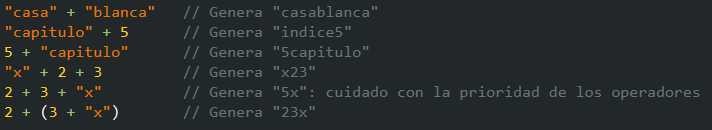 "casa" + "blanca" // Genera "casablanca"
"capitulo" + 5 // Genera "indice5"
5 + "capitulo" // Genera "5capitulo"
"x" + 2 + 3 // Genera "x23"
2 + 3 + "x" // Genera "5x": cuidado con la prioridad de los operadores
2 + (3 + "x") // Genera "23x"